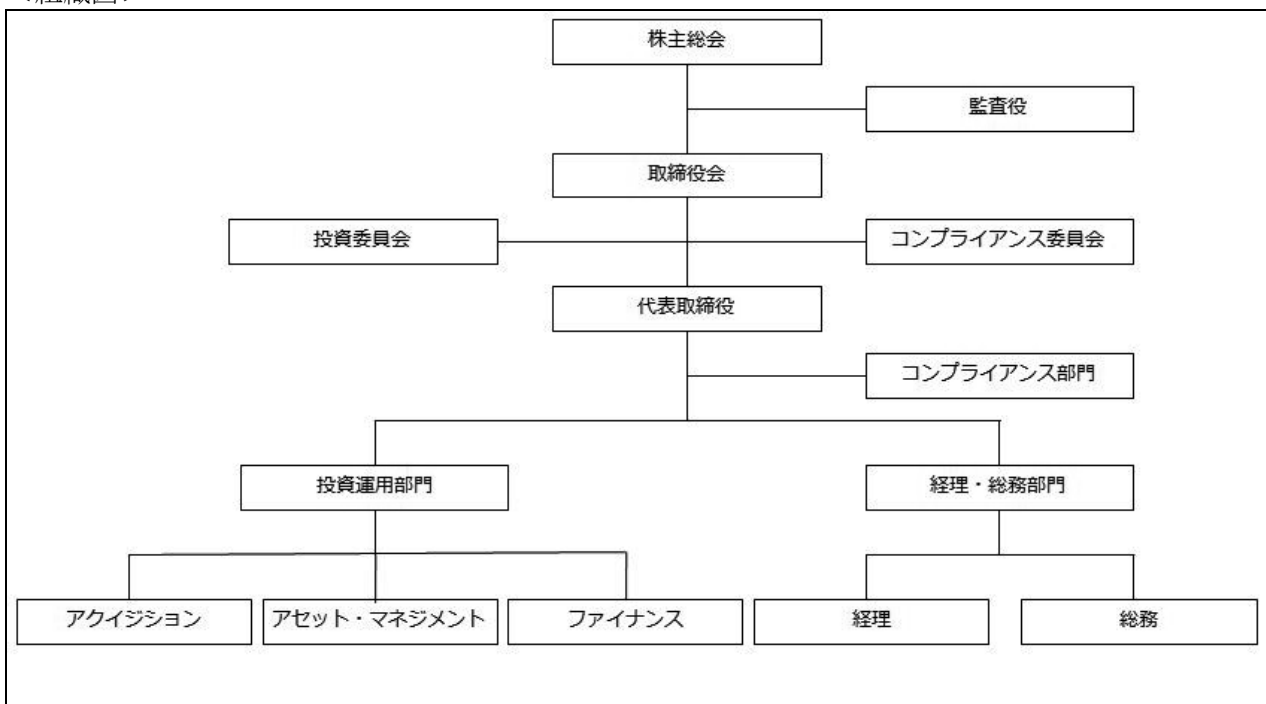 株主総会
監査役
取締役会
投資委員会
コンプライアンス委員会
代表取締役
コンプライアンス部門
投資運用部門
経理・総務部門
アクイジション
アセット・マネジメント
ファイナンス
経理
総務